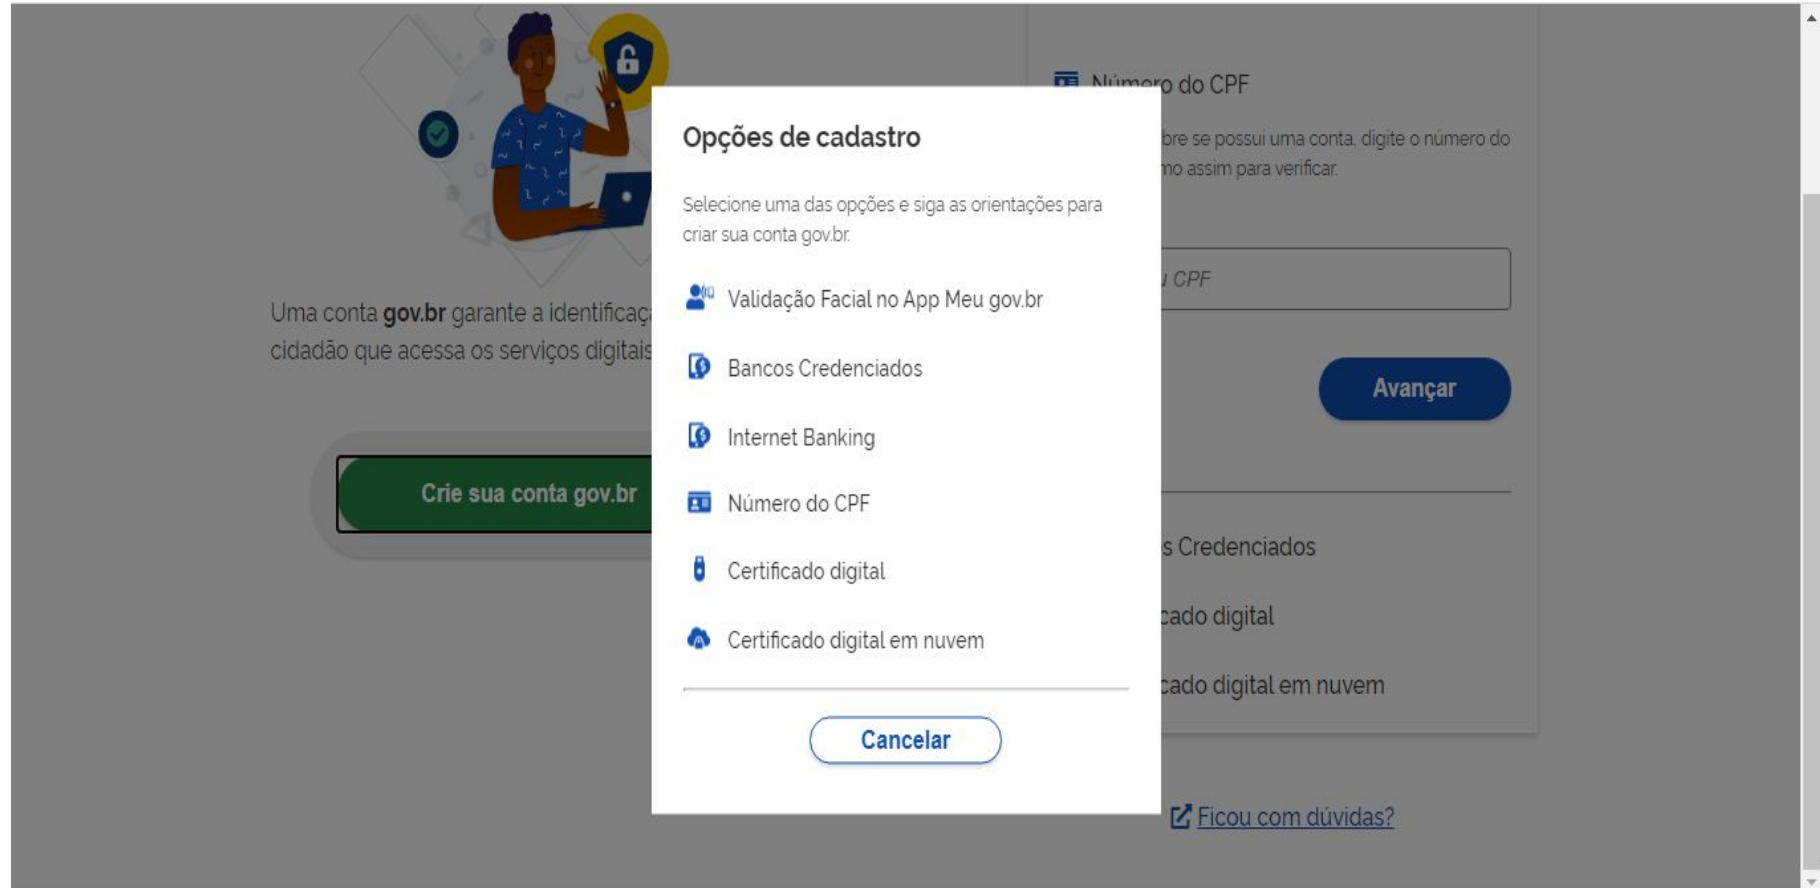 Uma conta gov.br garante a identificaç
cidadão que acessa os serviços digitais
Crie sua conta gov.br
Opções de cadastro
Selecione uma das opções e siga as orientações para
criar sua conta gov.br.
Validação Facial no App Meu gov.br
Bancos Credenciados
Internet Banking
Número do CPF
Certificado digital
Certificado digital em nuvem
Cancelar
Número do CPF
bre se possui uma conta, digite o número do
mo assim para verificar.
CPF
Avançar
s Credenciados
cado digital
cado digital em nuvem
Ficou com dúvidas?